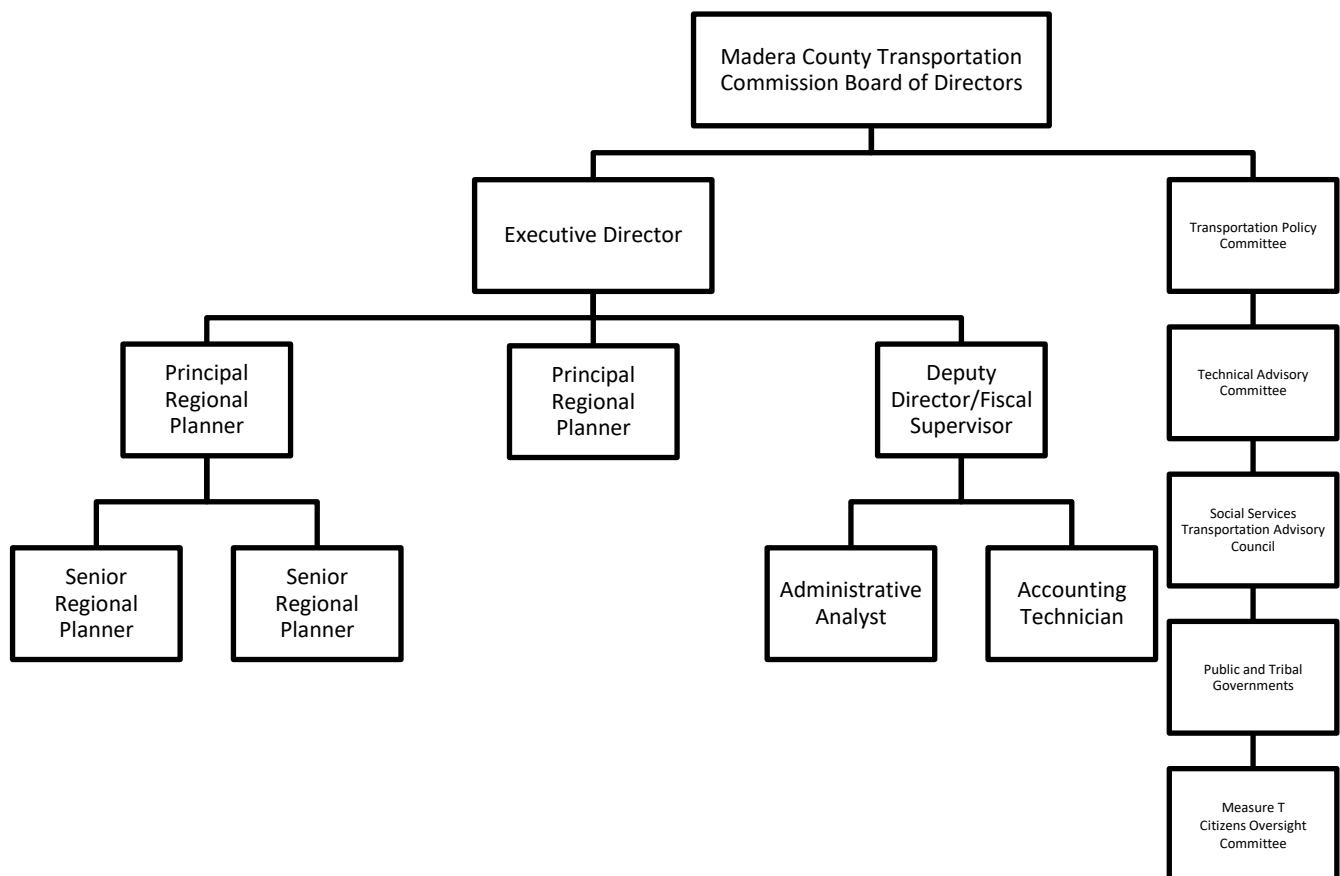 Madera County Transportation
Commission Board of Directors
Executive Director
Transportation Policy
Committee
Principal
Regional
Planner
Principal
Regional
Planner
Deputy
Director/Fiscal
Supervisor
Technical Advisory
Committee
Senior
Regional
Planner
Senior
Regional
Planner
Administrative
Analyst
Accounting
Technician
Social Services
Transportation Advisory
Council
Public and Tribal
Governments
Measure T
Citizens Oversight
Committee